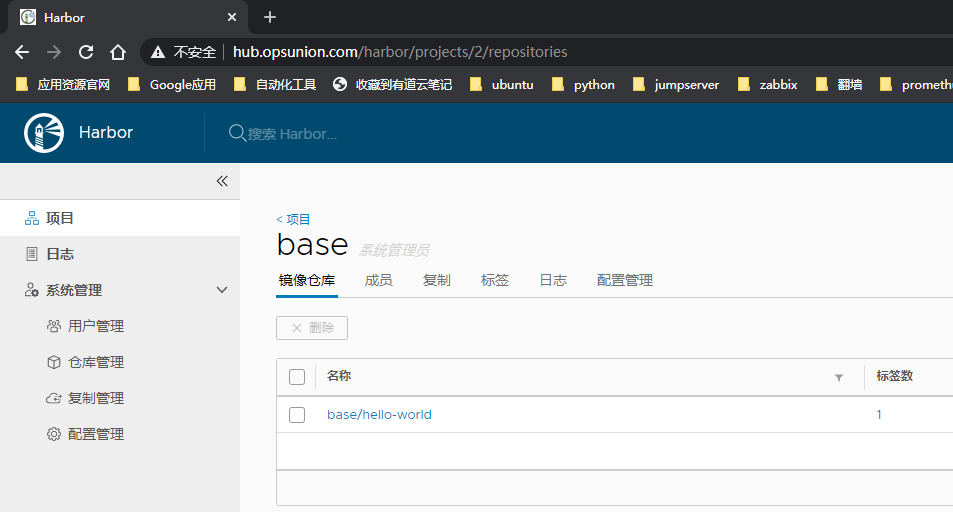 Harbor
不安全 hub.opsunion.com/harbor/projects/2/repositories
应用资源官网 Google应用 自动化工具 收藏到有道云笔记 ubuntu python jumpserver zabbix 翻墙
Harbor 搜索 Harbor...
项目
日志
系统管理
用户管理
仓库管理
复制管理
配置管理
< 项目
base 系统管理员
镜像仓库 成员 复制 标签 日志 配置管理
删除
名称 标签数
base/hello-world 1